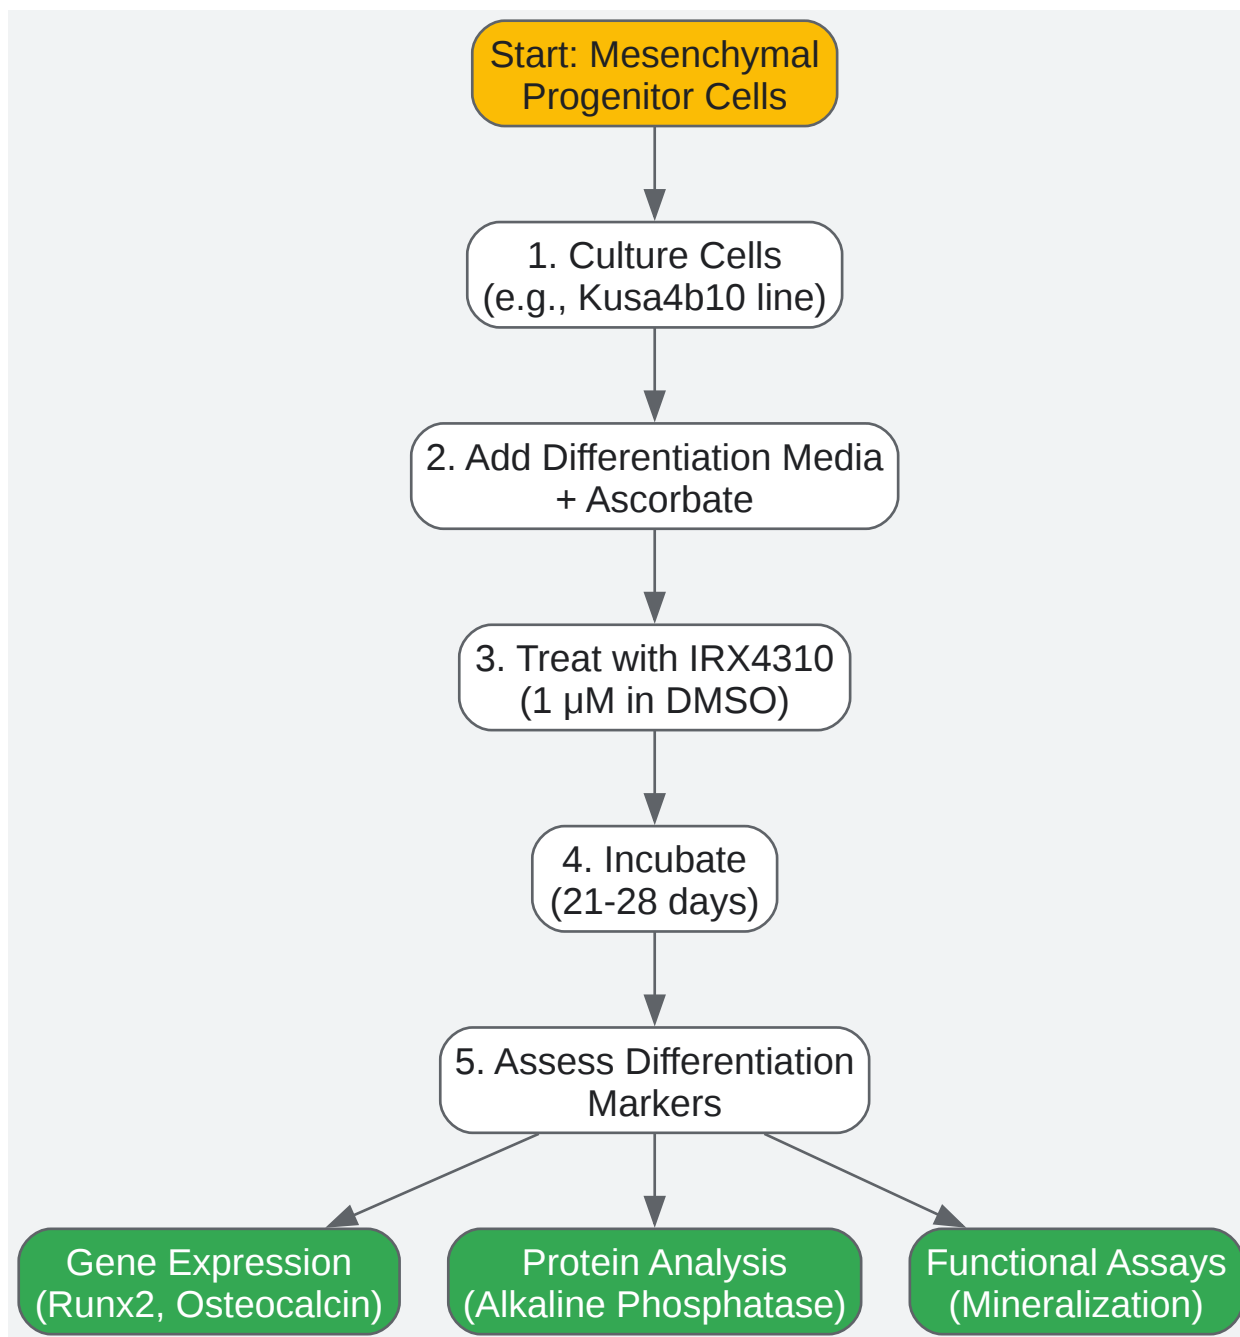 Start: Mesenchymal
Progenitor Cells
1. Culture Cells
(e.g., Kusa4b10 line)
2. Add Differentiation Media
+ Ascorbate
3. Treat with IRX4310
(1 μM in DMSO)
4. Incubate
(21-28 days)
5. Assess Differentiation
Markers
Gene Expression
(Runx2, Osteocalcin)
Protein Analysis
(Alkaline Phosphatase)
Functional Assays
(Mineralization)